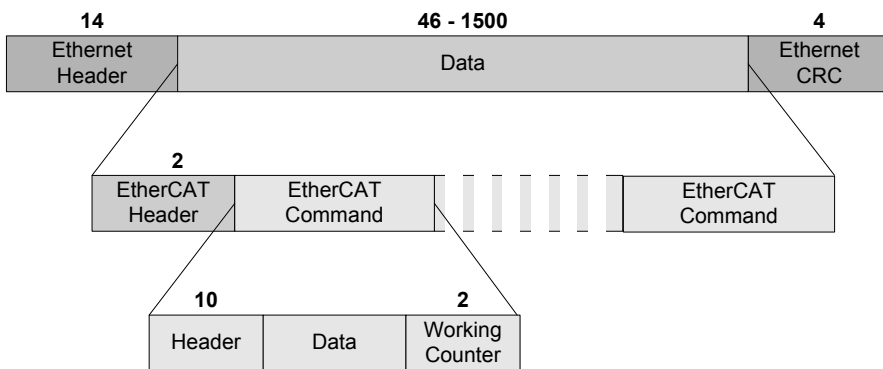 14
46 - 1500
4
Ethernet
Header
Data
Ethernet
CRC
2
EtherCAT
Header
EtherCAT
Command
EtherCAT
Command
10
2
Header
Data
Working
Counter